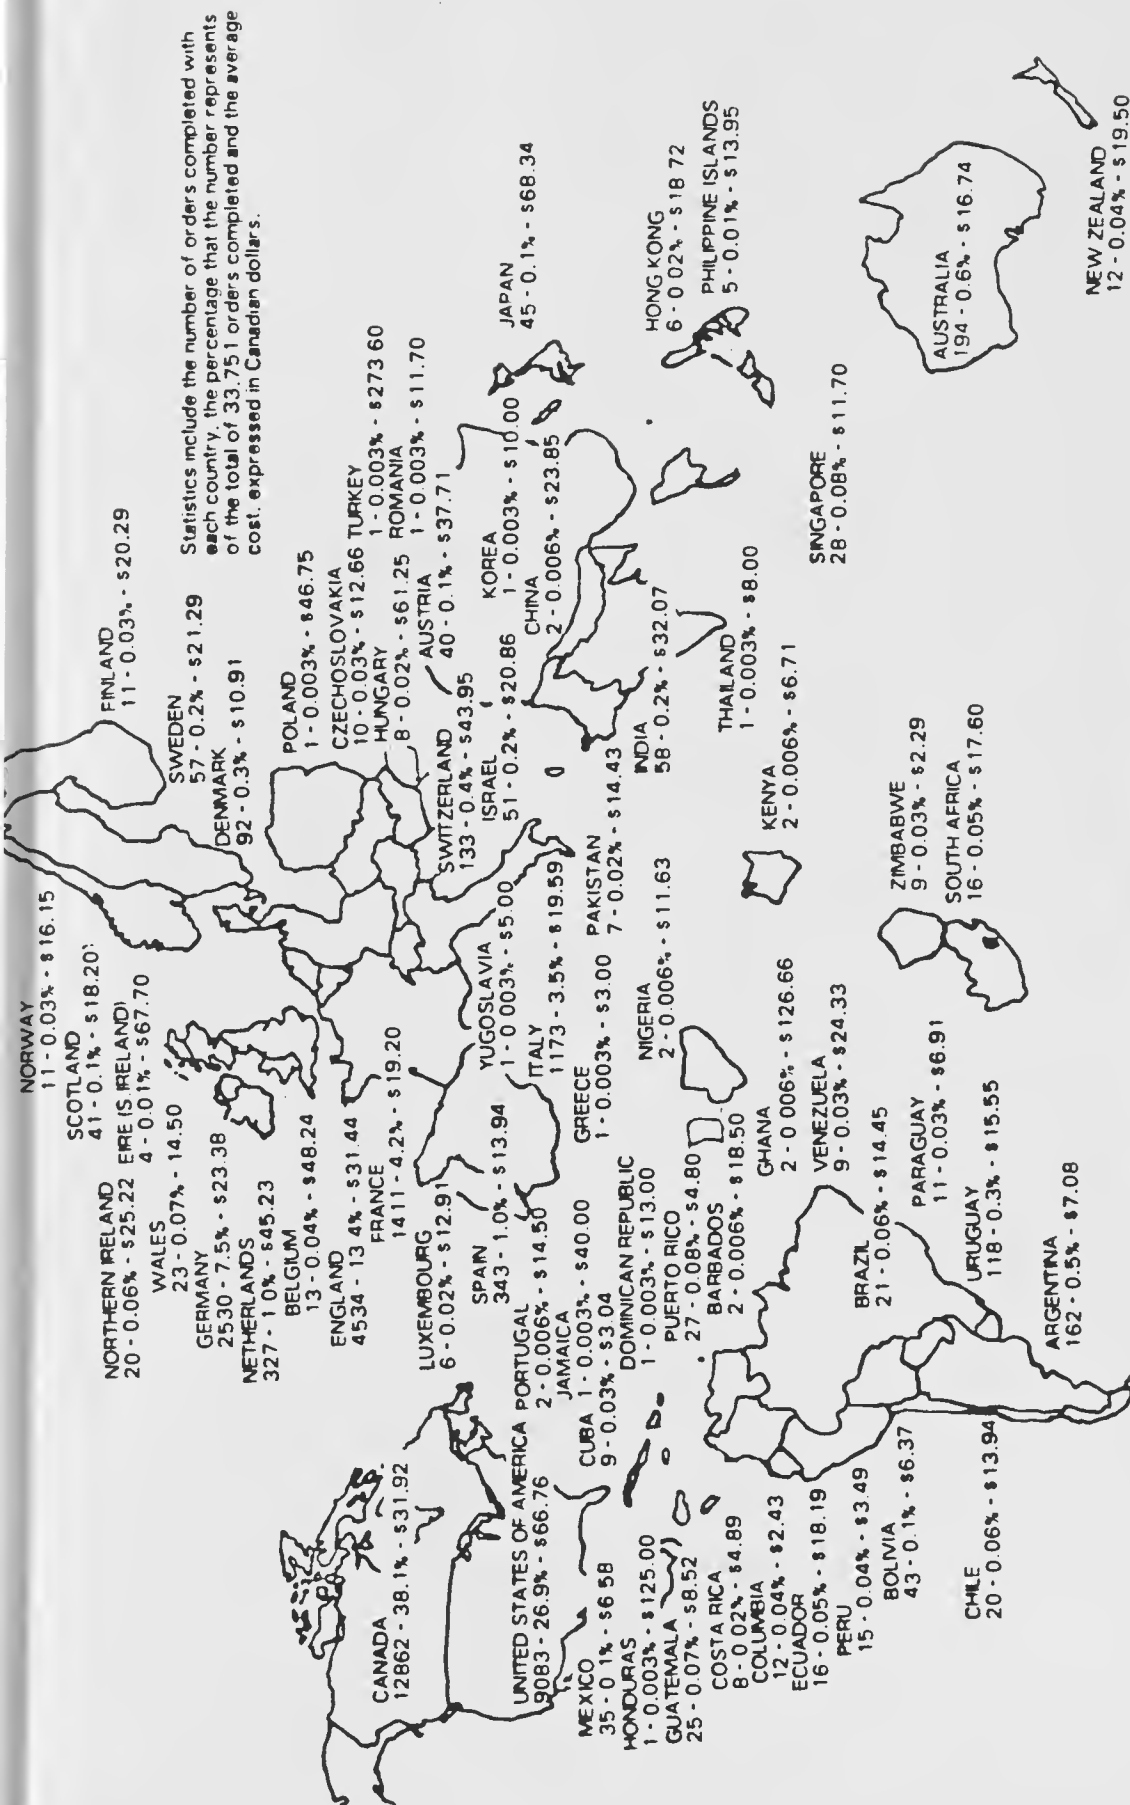 Statistics include the number of orders completed with
each country, the percentage that the number represents
of the total of 33,751 orders completed and the average
cost, expressed in Canadian dollars.
NORWAY
11 - 0.03% - $16.15
SCOTLAND
41 - 0.1% - $18.20
NORTHERN IRELAND
20 - 0.06% - $25.22
EIRE (S. IRELAND)
4 - 0.01% - $67.70
WALES
23 - 0.07% - 14.50
GERMANY
2530 - 7.5% - $23.38
NETHERLANDS
327 - 1 0% - $45.23
BELGIUM
13 - 0.04% - $48.24
ENGLAND
4534 - 13 4% - $31.44
FRANCE
1411 - 4.2% - $19.20
LUXEMBOURG
6 - 0.02% - $12.91
SPAIN
343 - 1.0% - $13.94
PORTUGAL
2 - 0.006% - $14.50
FINLAND
11 - 0.03% - $20.29
SWEDEN
57 - 0.2% - $21.29
DENMARK
92 - 0.3% - $10.91
POLAND
1 - 0.003% - $46.75
CZECHOSLOVAKIA
10 - 0.03% - $12.66
TURKEY
1 - 0.003% - $273 60
HUNGARY
8 - 0.02% - $61.25
ROMANIA
1 - 0.003% - $11.70
AUSTRIA
40 - 0.1% - $37.71
SWITZERLAND
133 - 0.4% - $43.95
ISRAEL
51 - 0.2% - $20.86
YUGOSLAVIA
1 - 0 003% - $5.00
ITALY
1173 - 3.5% - $19.59
GREECE
1 - 0.003% - $3.00
PAKISTAN
7 - 0.02% - $14.43
KOREA
1 - 0.003% - $10.00
CHINA
2 - 0.006% - $23.85
JAPAN
45 - 0.1% - $68.34
HONG KONG
6 - 0 02% - $18 72
PHILIPPINE ISLANDS
5 - 0.01% - $13.95
INDIA
58 - 0.2% - $32.07
THAILAND
1 - 0.003% - $8.00
SINGAPORE
28 - 0.08% - $11.70
AUSTRALIA
194 - 0.6% - $16.74
NEW ZEALAND
12 - 0.04% - $19.50
NIGERIA
2 - 0.006% - $11.63
GHANA
2 - 0 006% - $126.66
KENYA
2 - 0.006% - $6.71
ZIMBABWE
9 - 0.03% - $2.29
SOUTH AFRICA
16 - 0.05% - $17.60
CANADA
12862 - 38.1% - $31.92
UNITED STATES OF AMERICA
9083 - 26.9% - $66.76
MEXICO
35 - 0 1% - $6 58
HONDURAS
1 - 0.003% - $125.00
GUATEMALA
25 - 0.07% - $8.52
COSTA RICA
8 - 0 02% - $4.89
COLUMBIA
12 - 0.04% - $2.43
ECUADOR
16 - 0.05% - $18.19
PERU
15 - 0.04% - $3.49
BOLIVIA
43 - 0.1% - $6.37
CHILE
20 - 0.06% - $13.94
JAMAICA
1 - 0.003% - $40.00
CUBA
9 - 0.03% - $3.04
DOMINICAN REPUBLIC
1 - 0.003% - $13.00
PUERTO RICO
27 - 0.08% - $4.80
BARBADOS
2 - 0.006% - $18.50
VENEZUELA
9 - 0.03% - $24.33
BRAZIL
21 - 0.06% - $14.45
PARAGUAY
11 - 0.03% - $6.91
URUGUAY
118 - 0.3% - $15.55
ARGENTINA
162 - 0.5% - $7.08